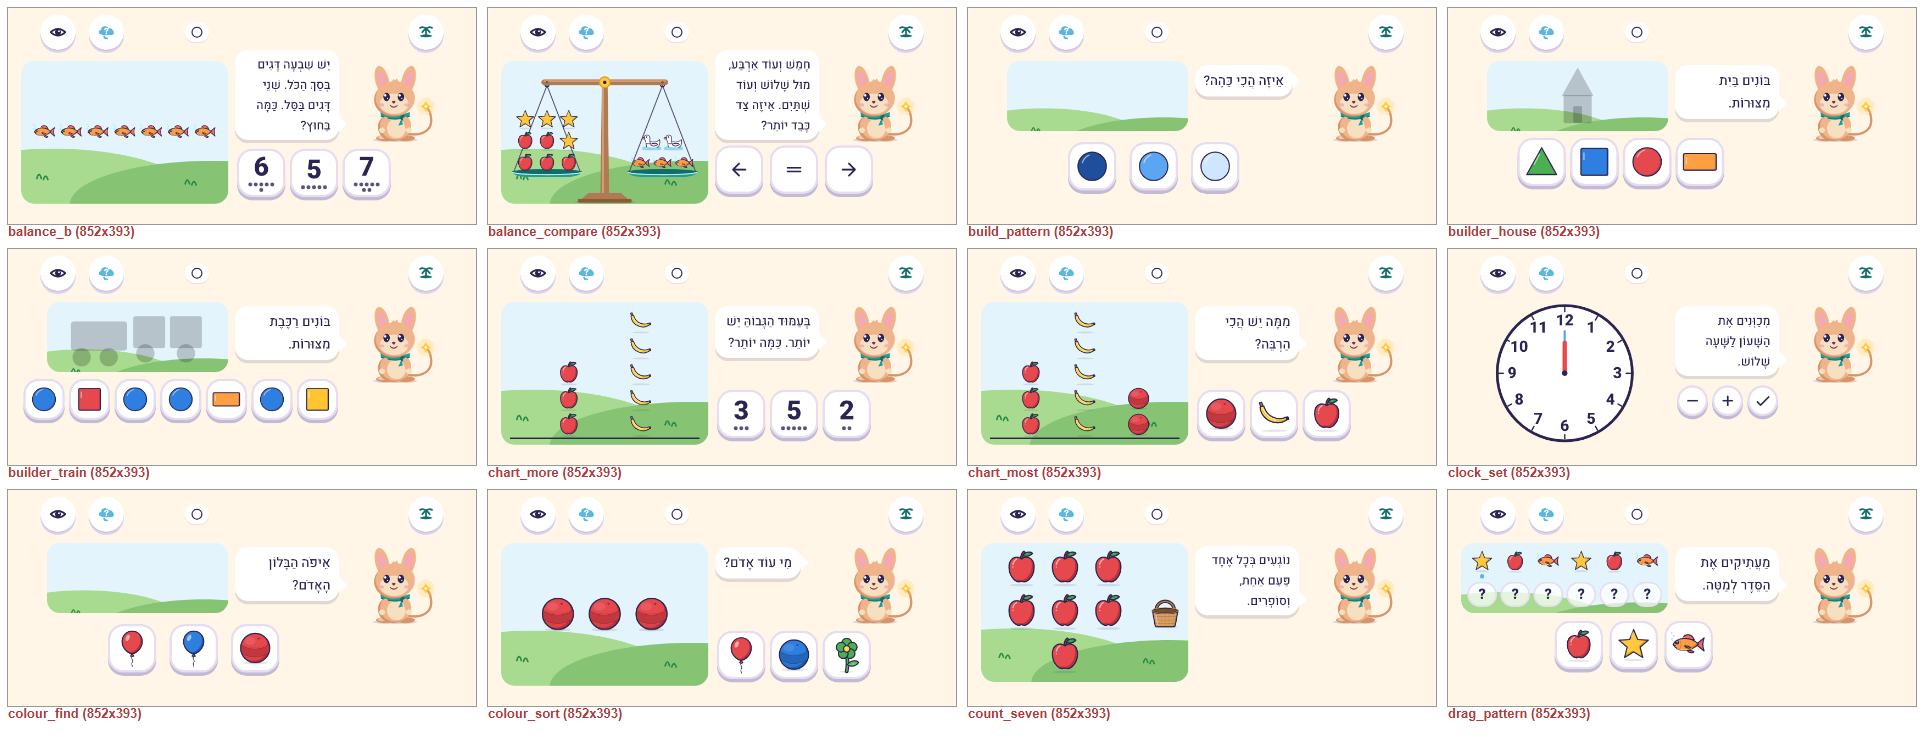 יֵשׁ שִׁבְעָה דָּגִים
בְּסַךְ הַכֹּל. שְׁנֵי
דָּגִים בַּסַּל. כַּמָּה
בַּחוּץ?
6
5
7
balance_b (852x393)
חָמֵשׁ וְעוֹד אַרְבַּע,
מוּל שָׁלוֹשׁ וְעוֹד
שְׁתַּיִם. אֵיזֶה צַד
כָּבֵד יוֹתֵר?
←
=
→
balance_compare (852x393)
אֵיזֶה הֲכִי כֵּהֶה?
build_pattern (852x393)
בּוֹנִים בַּיִת
מִצּוּרוֹת.
builder_house (852x393)
בּוֹנִים רַכֶּבֶת
מִצּוּרוֹת.
builder_train (852x393)
בָּעַמּוּד הַגָּבוֹהַּ יֵשׁ
יוֹתֵר. כַּמָּה יוֹתֵר?
3
5
2
chart_more (852x393)
מִמָּה יֵשׁ הֲכִי
הַרְבֵּה?
chart_most (852x393)
12
1
2
3
4
5
6
7
8
9
10
11
מְכַוְּנִים אֶת
הַשָּׁעוֹן לַשָּׁעָה
שָׁלוֹשׁ.
−
+
✓
clock_set (852x393)
אֵיפֹה הַבָּלוֹן
הָאָדֹם?
colour_find (852x393)
מִי עוֹד אָדֹם?
colour_sort (852x393)
נוֹגְעִים בְּכָל אֶחָד
פַּעַם אַחַת,
וְסוֹפְרִים.
count_seven (852x393)
מַעְתִּיקִים אֶת
הַסֵּדֶר לְמַטָּה.
? ? ? ? ? ?
drag_pattern (852x393)